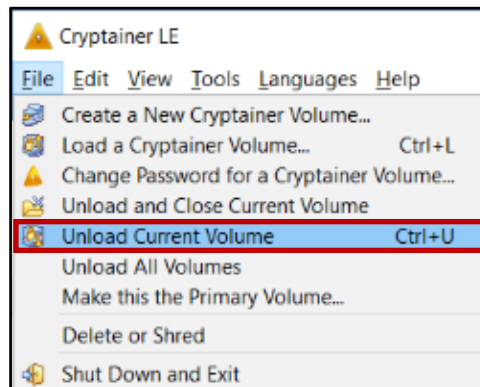 Cryptainer LE
File Edit View Tools Languages Help
Create a New Cryptainer Volume...
Load a Cryptainer Volume... Ctrl+L
Change Password for a Cryptainer Volume...
Unload and Close Current Volume
Unload Current Volume Ctrl+U
Unload All Volumes
Make this the Primary Volume...
Delete or Shred
Shut Down and Exit